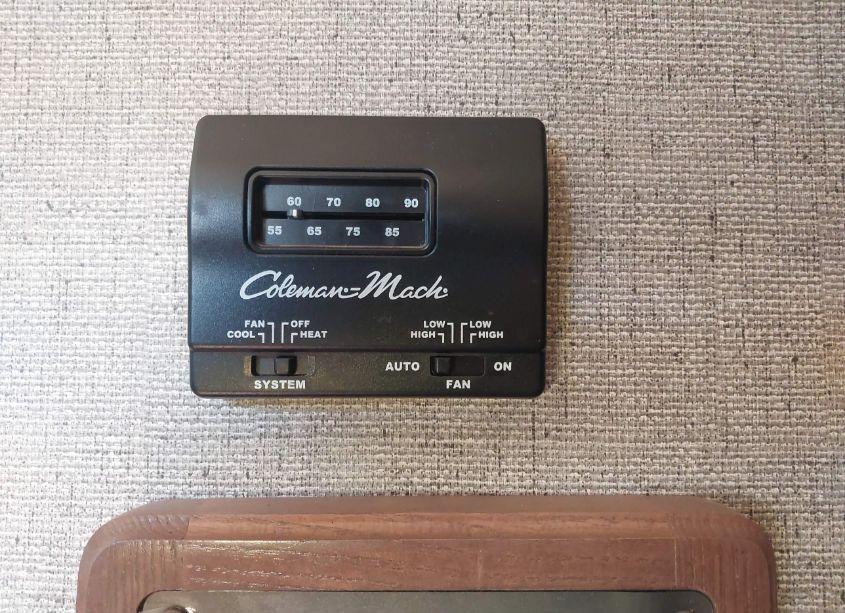 60 70 80 90
55 65 75 85
Coleman-Mach
FAN OFF LOW LOW
COOL HEAT HIGH HIGH
AUTO ON
SYSTEM FAN